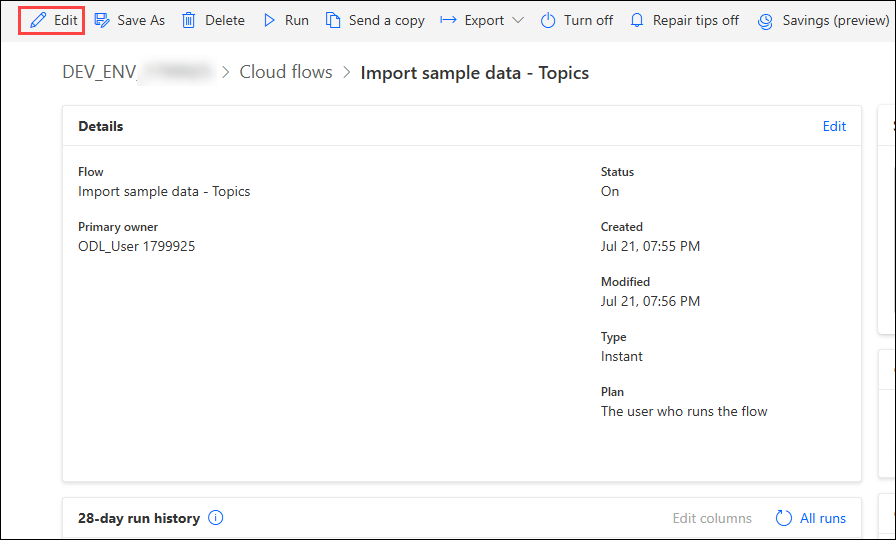 Edit Save As Delete Run Send a copy Export Turn off Repair tips off Savings (preview)
DEV_ENV_ > Cloud flows > Import sample data - Topics
Details Edit
Flow Status
Import sample data - Topics On
Primary owner Created
ODL_User 1799925 Jul 21, 07:55 PM
Modified
Jul 21, 07:56 PM
Type
Instant
Plan
The user who runs the flow
28-day run history Edit columns All runs